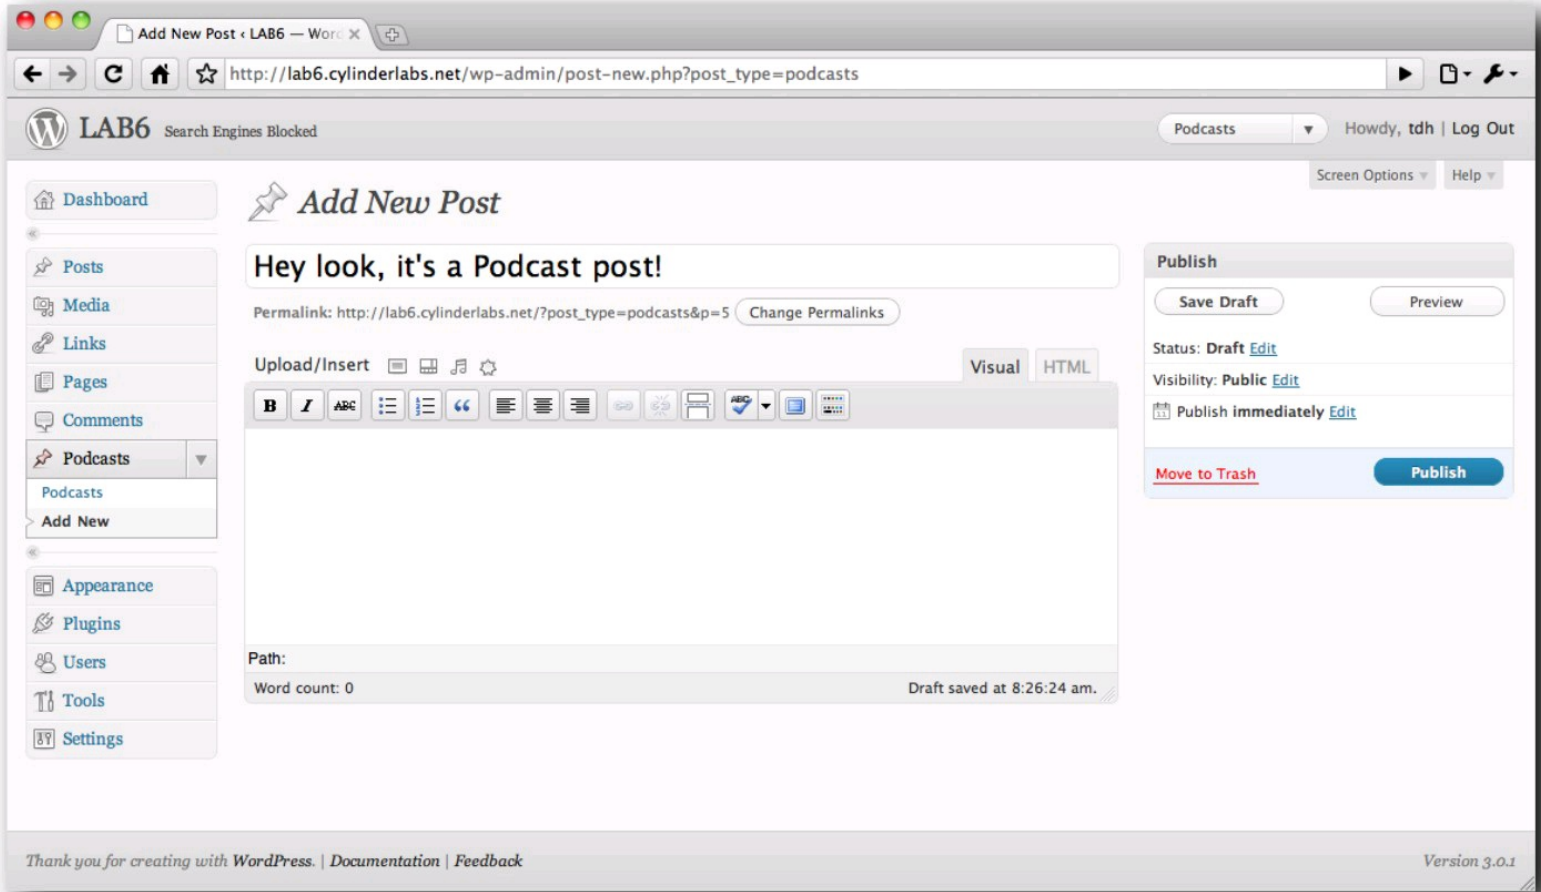 Add New Post ‹ LAB6 — Word
http://lab6.cylinderlabs.net/wp-admin/post-new.php?post_type=podcasts
LAB6 Search Engines Blocked
Podcasts
Howdy, tdh | Log Out
Screen Options
Help
Dashboard
Posts
Media
Links
Pages
Comments
Podcasts
Podcasts
Add New
Appearance
Plugins
Users
Tools
Settings
Add New Post
Hey look, it's a Podcast post!
Permalink: http://lab6.cylinderlabs.net/?post_type=podcasts&p=5 Change Permalinks
Upload/Insert
Visual
HTML
B I ABC
ABC
Path:
Word count: 0
Draft saved at 8:26:24 am.
Publish
Save Draft
Preview
Status: Draft Edit
Visibility: Public Edit
Publish immediately Edit
Move to Trash
Publish
Thank you for creating with WordPress. | Documentation | Feedback
Version 3.0.1